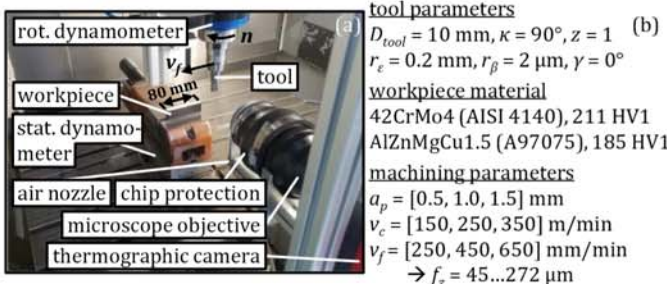 rot. dynamometer
(a)
n
v_f
tool
80 mm
workpiece
stat. dynamo-
meter
air nozzle
chip protection
microscope objective
thermographic camera
tool parameters
(b)
D_tool = 10 mm, κ = 90°, z = 1
r_ε = 0.2 mm, r_β = 2 μm, γ = 0°
workpiece material
42CrMo4 (AISI 4140), 211 HV1
AlZnMgCu1.5 (A97075), 185 HV1
machining parameters
a_p = [0.5, 1.0, 1.5] mm
v_c = [150, 250, 350] m/min
v_f = [250, 450, 650] mm/min
→ f_z = 45...272 μm